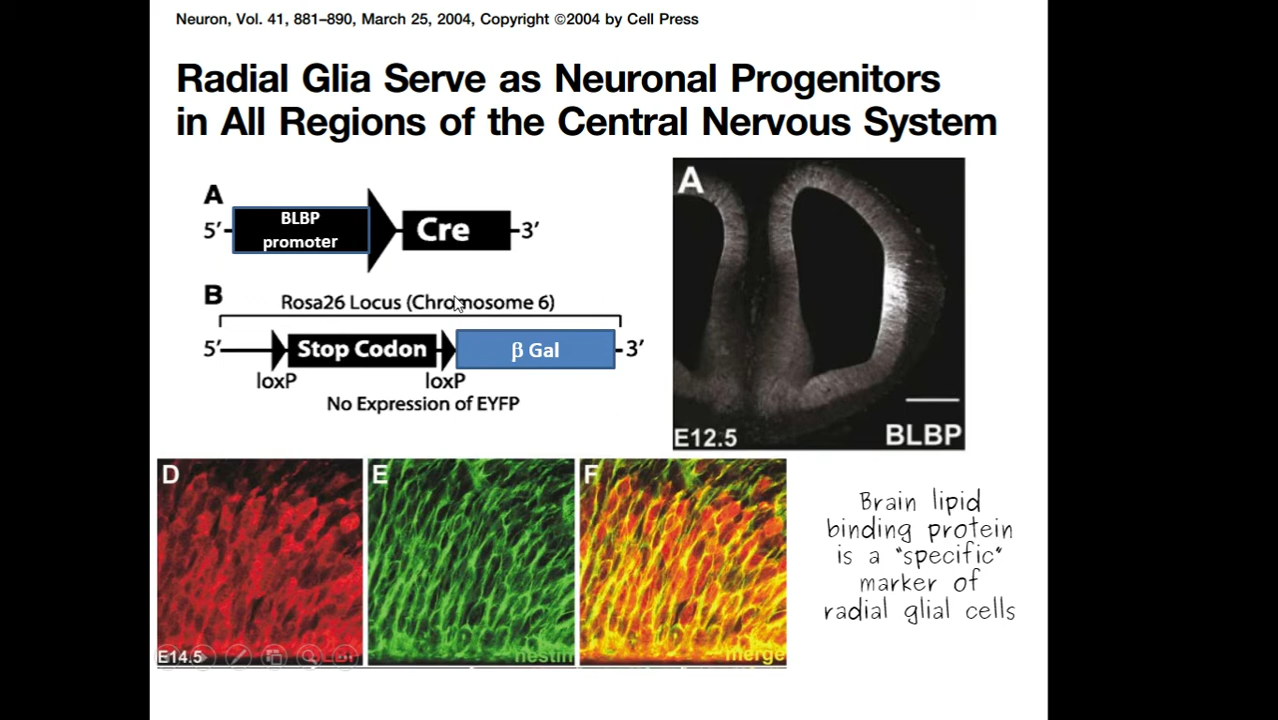 Neuron, Vol. 41, 881–890, March 25, 2004, Copyright ©2004 by Cell Press
Radial Glia Serve as Neuronal Progenitors
in All Regions of the Central Nervous System
A
5′
BLBP
promoter
Cre
3′
B
Rosa26 Locus (Chromosome 6)
5′
Stop Codon
β Gal
3′
loxP
loxP
No Expression of EYFP
A
E12.5
BLBP
D
E14.5
E
nestin
F
merge
Brain lipid
binding protein
is a "specific"
marker of
radial glial cells